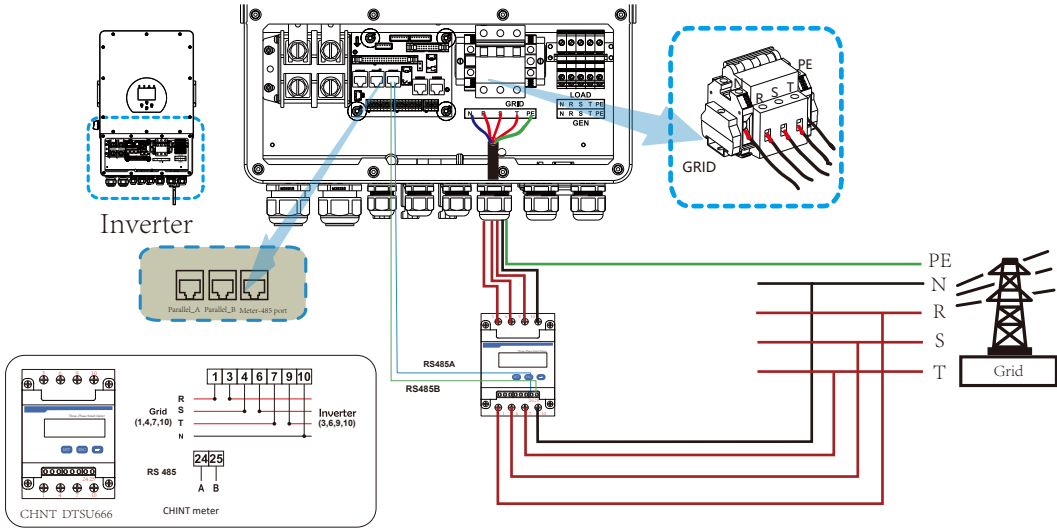 LOAD
N R S T PE
GRID
N R S T PE
GEN
N R S T PE
N R S T PE
GRID
Inverter
Parallel_A Parallel_B Meter-485 port
PE
N
R
S
T
Grid
RS485A
RS485B
1 3 4 6 7 9 10
R
S
T
N
Grid
(1,4,7,10)
Inverter
(3,6,9,10)
RS 485
24 25
A B
CHINT meter
CHNT DTSU666